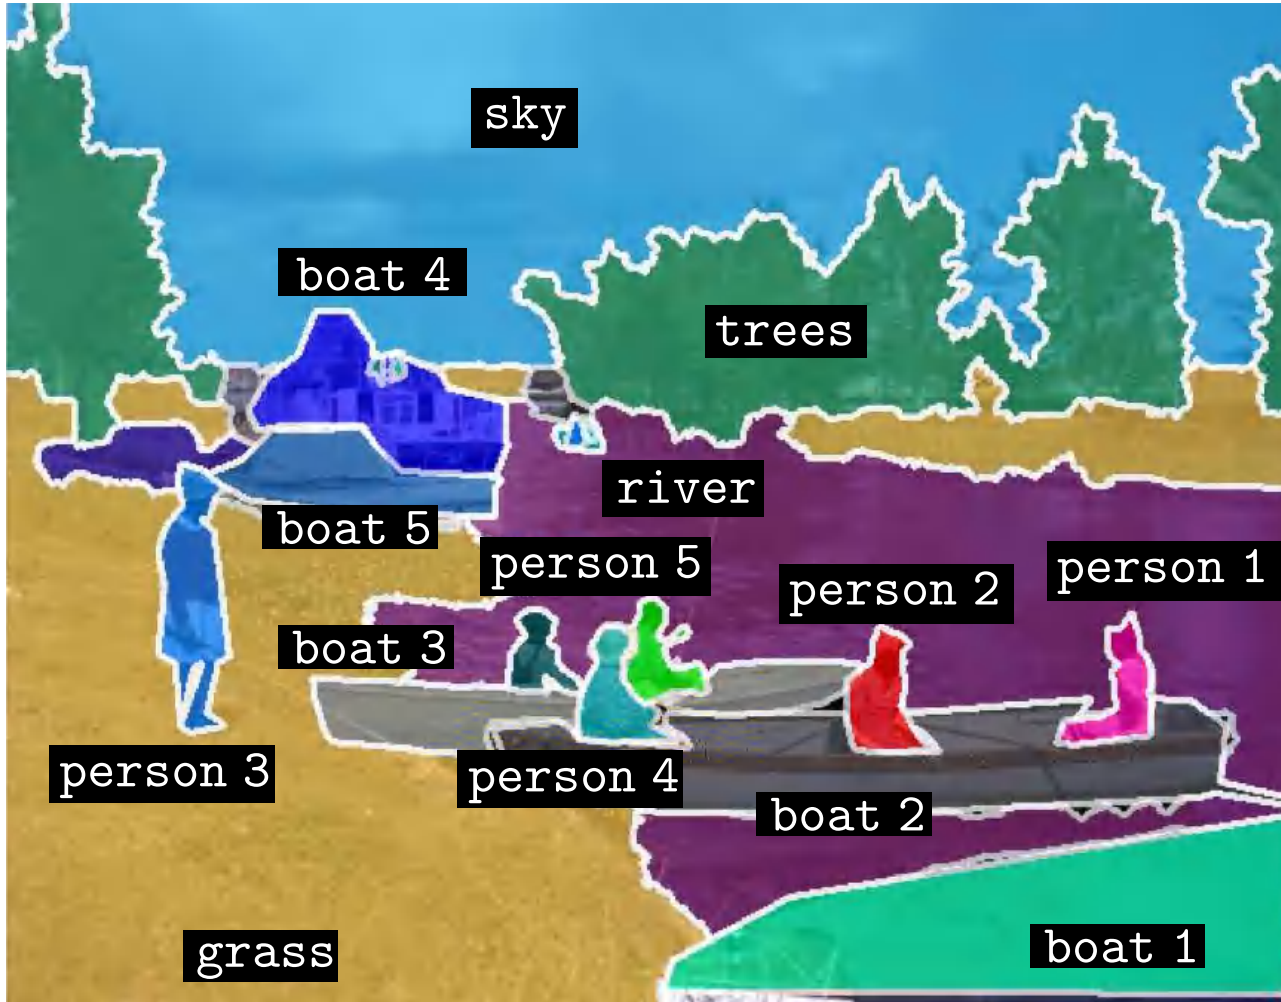 sky
boat 4
trees
river
boat 5
person 5
person 2
person 1
boat 3
person 3
person 4
boat 2
grass
boat 1